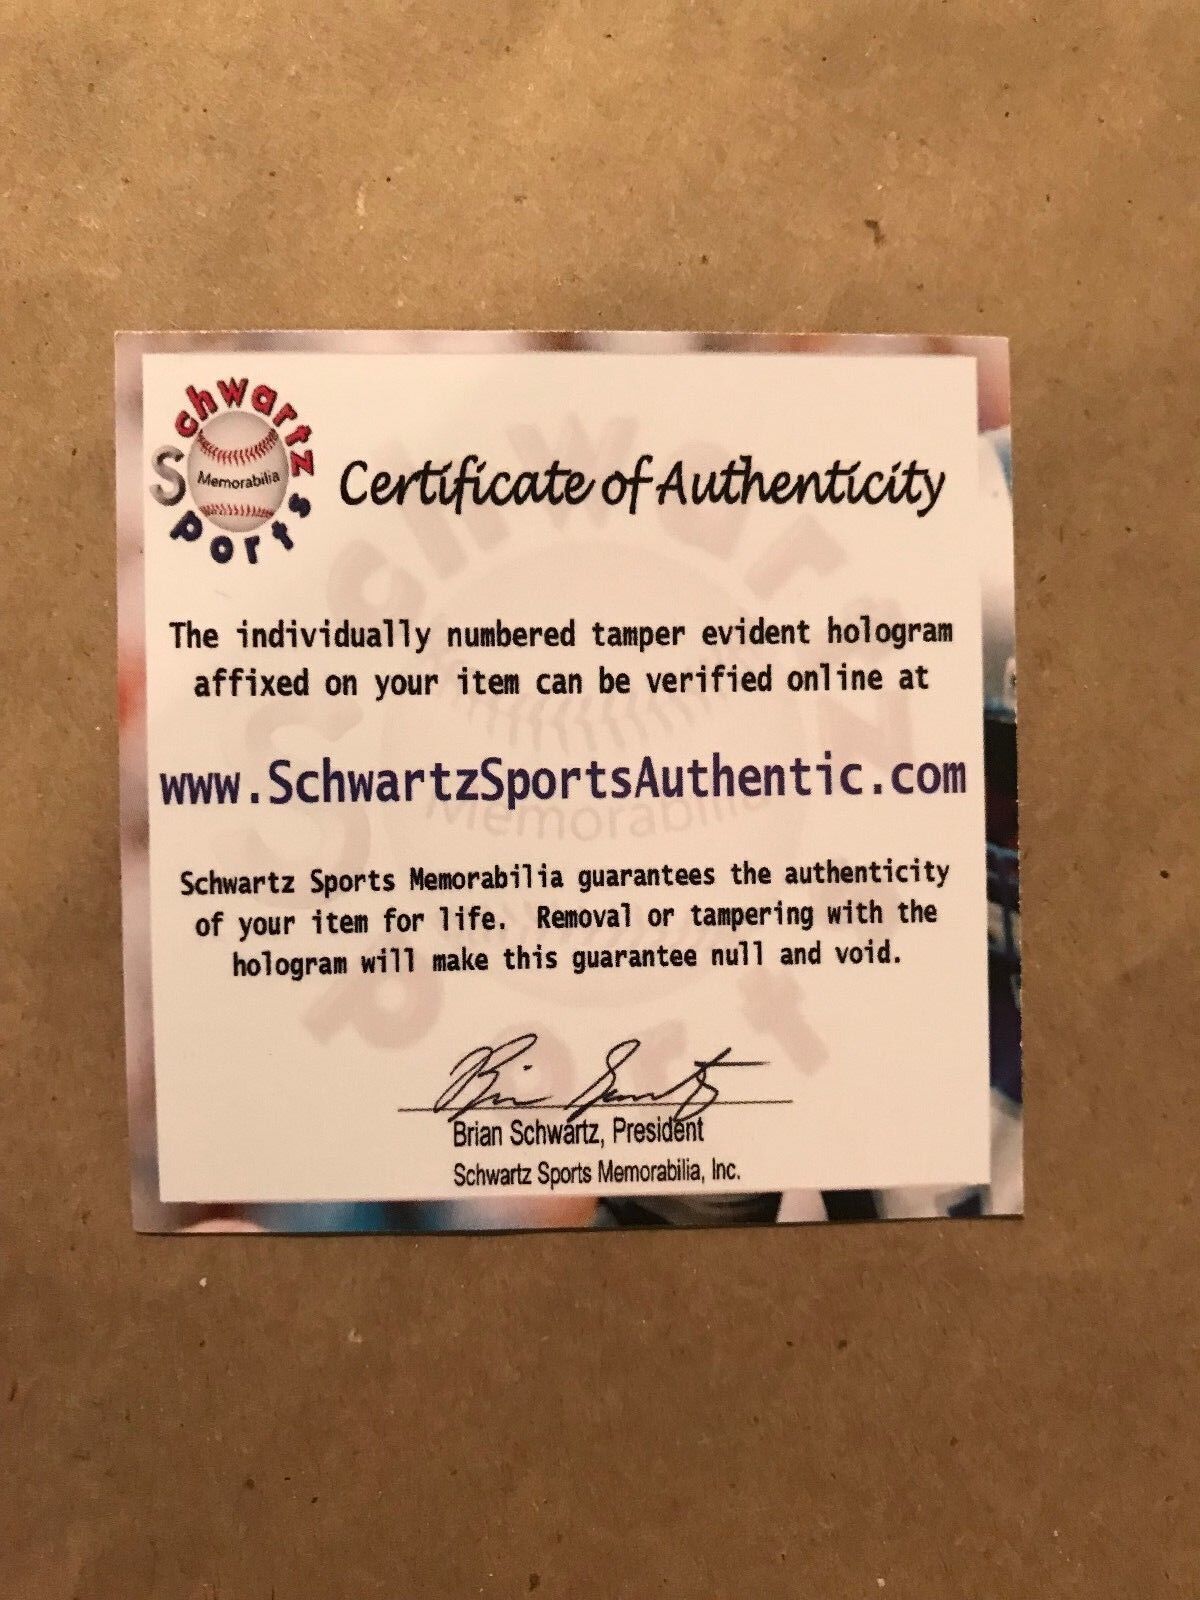 Schwartz
Sports
Memorabilia
Certificate of Authenticity
The individually numbered tamper evident hologram
affixed on your item can be verified online at
www.SchwartzSportsAuthentic.com
Schwartz Sports Memorabilia guarantees the authenticity
of your item for life. Removal or tampering with the
hologram will make this guarantee null and void.
Brian Schwartz
Brian Schwartz, President
Schwartz Sports Memorabilia, Inc.